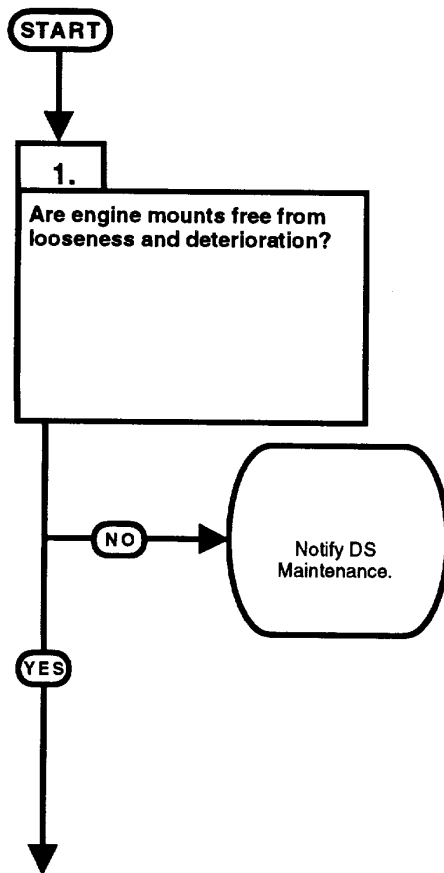 START
1.
Are engine mounts free from
looseness and deterioration?
NO
Notify DS
Maintenance.
YES